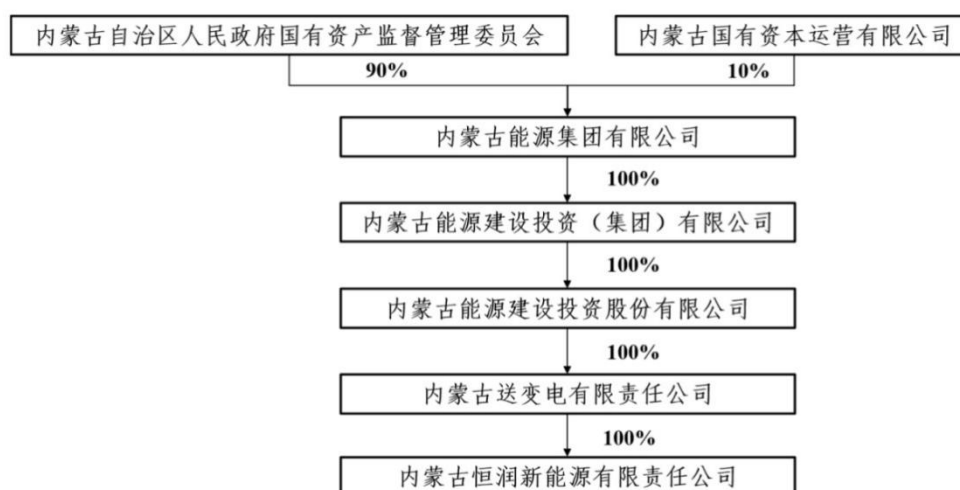 内蒙古自治区人民政府国有资产监督管理委员会
内蒙古国有资本运营有限公司
90%
10%
内蒙古能源集团有限公司
100%
内蒙古能源建设投资（集团）有限公司
100%
内蒙古能源建设投资股份有限公司
100%
内蒙古送变电有限责任公司
100%
内蒙古恒润新能源有限责任公司